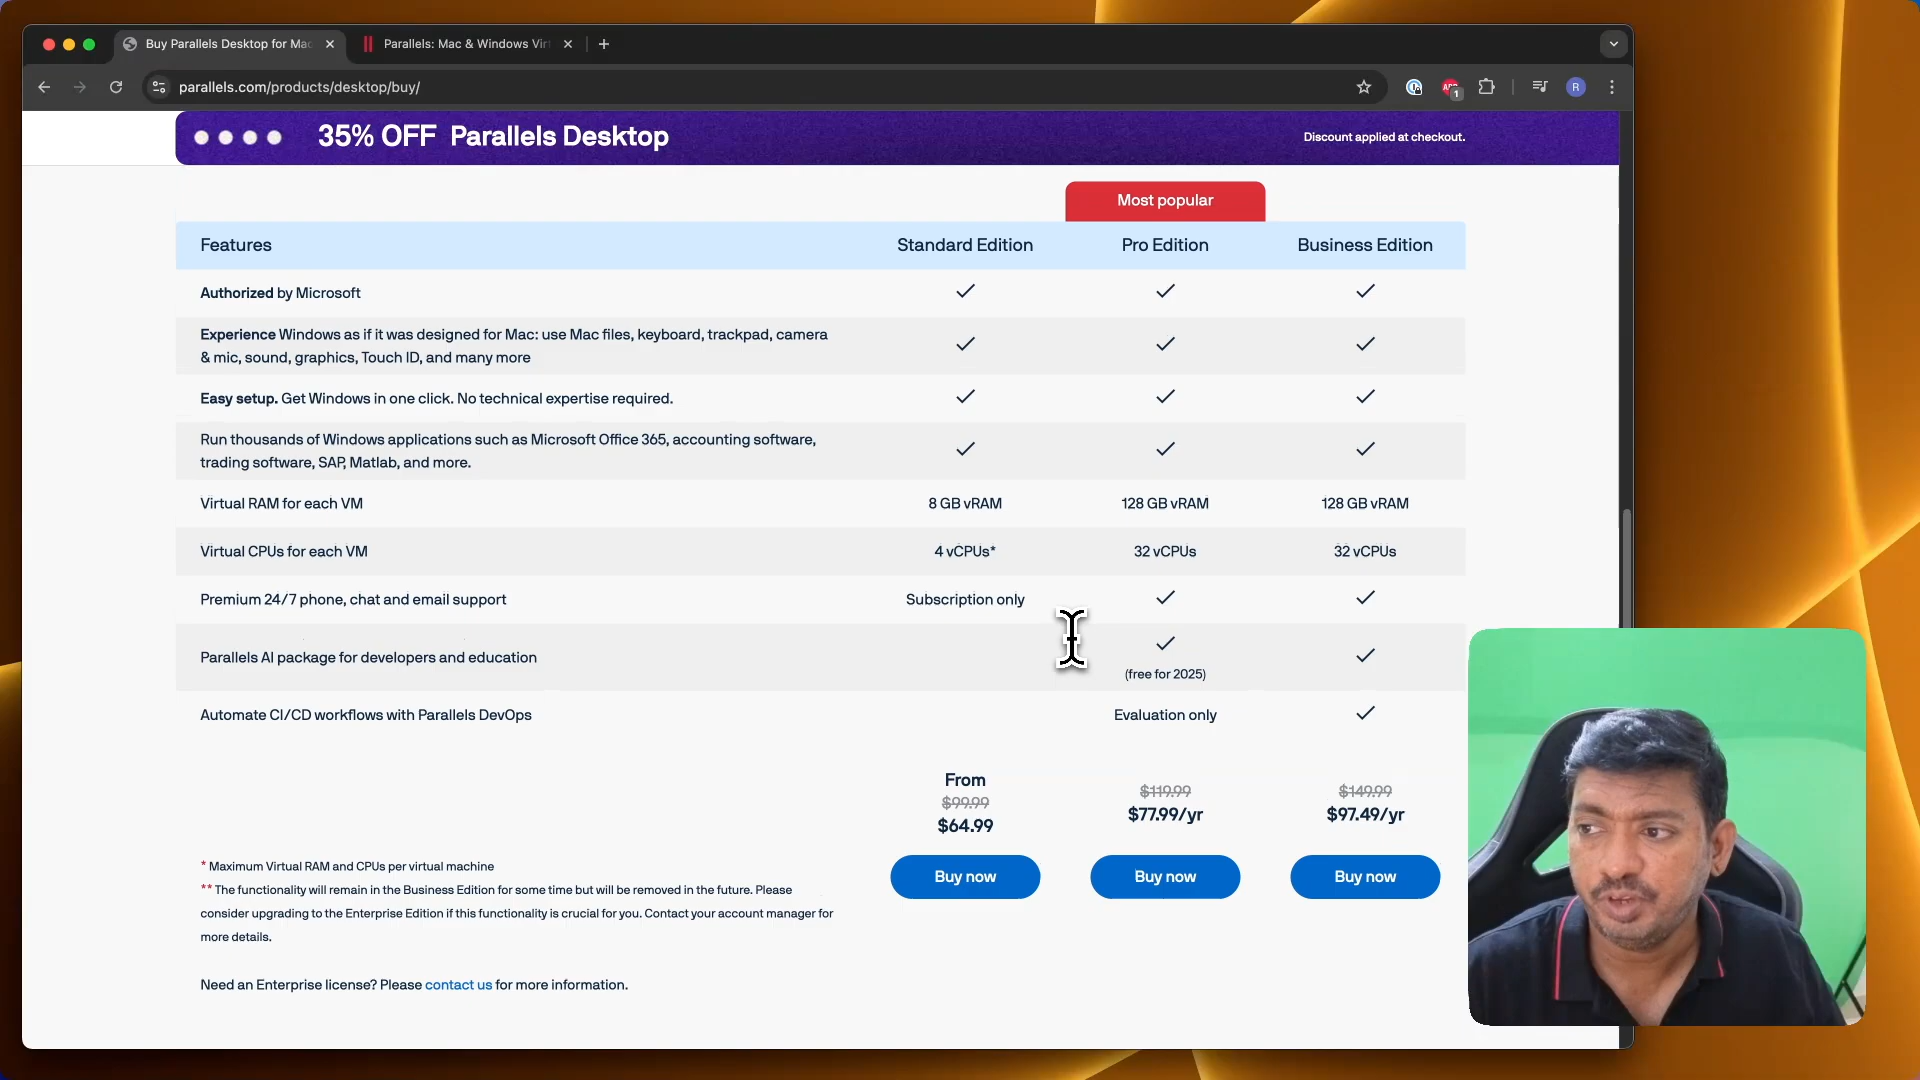 Buy Parallels Desktop for Mac
Parallels: Mac & Windows Virt
parallels.com/products/desktop/buy/
1
R
35% OFF Parallels Desktop
Discount applied at checkout.
Most popular
Features Standard Edition Pro Edition Business Edition
Authorized by Microsoft
Experience Windows as if it was designed for Mac: use Mac files, keyboard, trackpad, camera
& mic, sound, graphics, Touch ID, and many more
Easy setup. Get Windows in one click. No technical expertise required.
Run thousands of Windows applications such as Microsoft Office 365, accounting software,
trading software, SAP, Matlab, and more.
Virtual RAM for each VM 8 GB vRAM 128 GB vRAM 128 GB vRAM
Virtual CPUs for each VM 4 vCPUs* 32 vCPUs 32 vCPUs
Premium 24/7 phone, chat and email support Subscription only
Parallels AI package for developers and education
(free for 2025)
Automate CI/CD workflows with Parallels DevOps Evaluation only
From
$99.99
$64.99
$119.99
$77.99/yr
$149.99
$97.49/yr
Buy now Buy now Buy now
* Maximum Virtual RAM and CPUs per virtual machine
** The functionality will remain in the Business Edition for some time but will be removed in the future. Please
consider upgrading to the Enterprise Edition if this functionality is crucial for you. Contact your account manager for
more details.
Need an Enterprise license? Please contact us for more information.